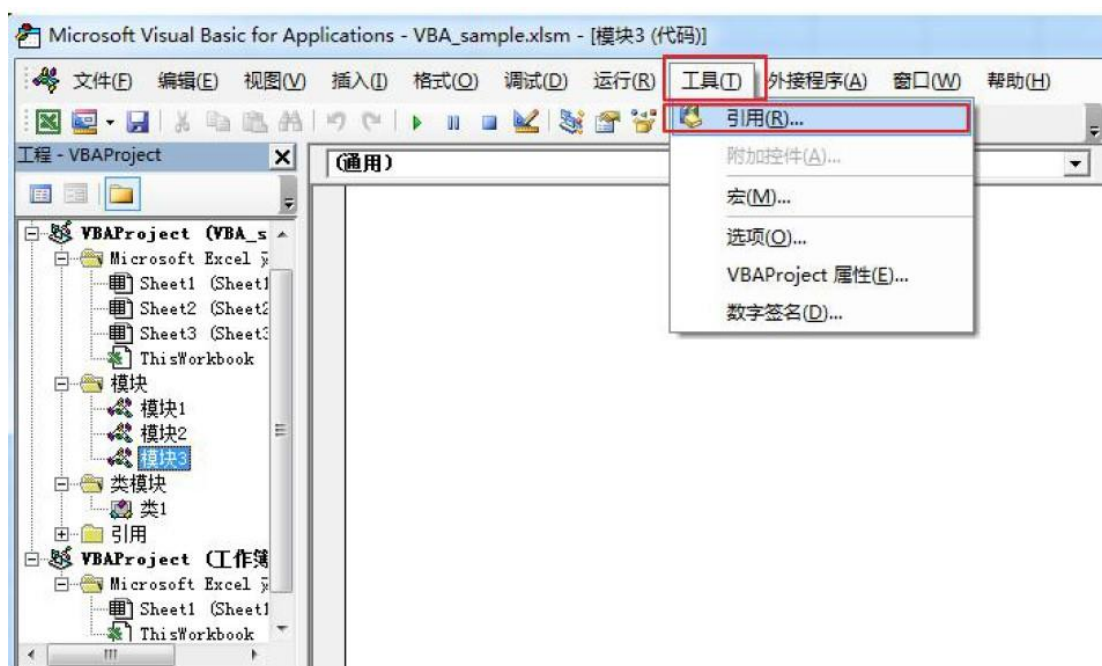 Microsoft Visual Basic for Applications - VBA_sample.xlsm - [模块3 (代码)]
文件(F) 编辑(E) 视图(V) 插入(I) 格式(O) 调试(D) 运行(R) 工具(T) 外接程序(A) 窗口(W) 帮助(H)
引用(R)...
附加控件(A)...
宏(M)...
选项(O)...
VBAProject 属性(E)...
数字签名(D)...
工程 - VBAProject
(通用)
VBAProject (VBA_s
Microsoft Excel
Sheet1 (Sheet1
Sheet2 (Sheet2
Sheet3 (Sheet3
ThisWorkbook
模块
模块1
模块2
模块3
类模块
类1
引用
VBAProject (工作簿
Microsoft Excel
Sheet1 (Sheet1
ThisWorkbook